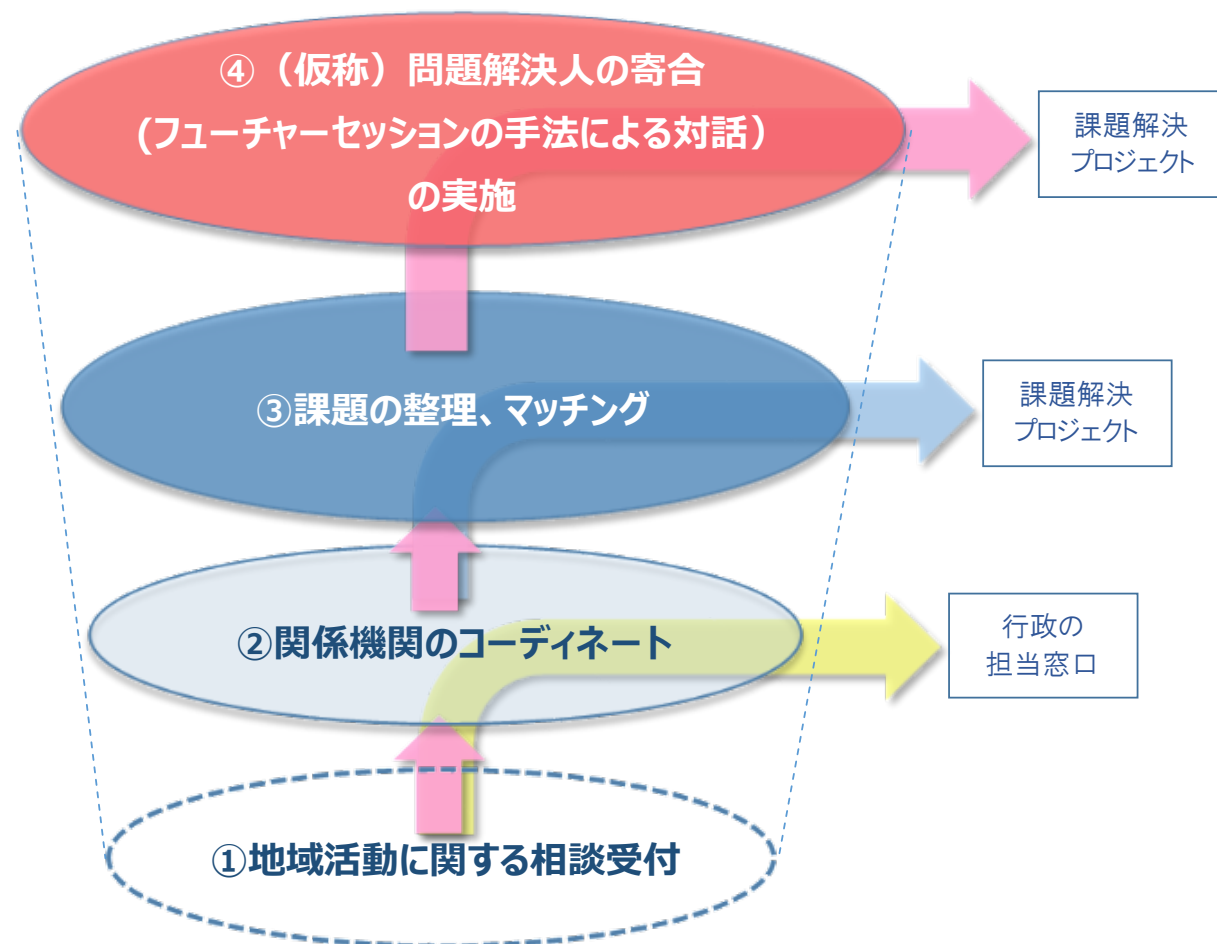 ④（仮称）問題解決人の寄合
(フューチャーセッションの手法による対話）
の実施
課題解決
プロジェクト
③課題の整理、マッチング
課題解決
プロジェクト
②関係機関のコーディネート
行政の
担当窓口
①地域活動に関する相談受付